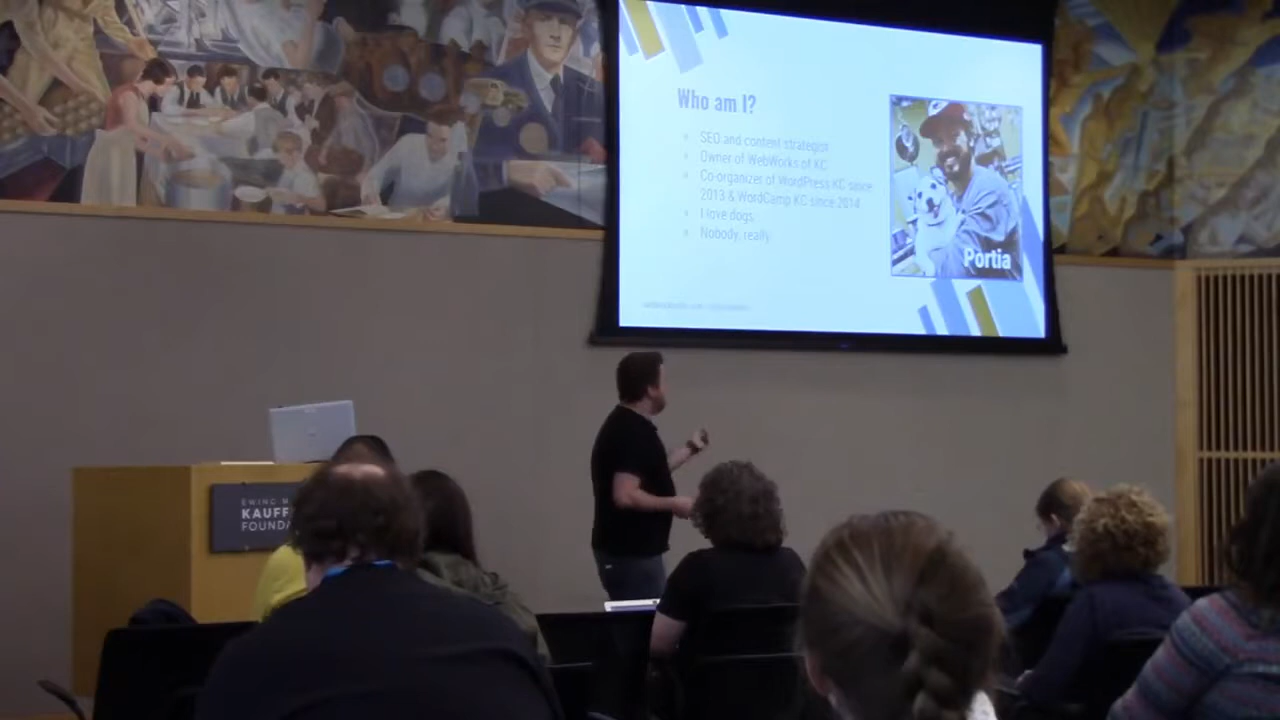 Who am I?
SEO and content strategist
Owner of WebWorks of KC
Co-organizer of WordPress KC since
2013 & WordCamp KC since 2014
I love dogs.
Nobody, really.
Portia
EWING M
KAUFF
FOUNDA